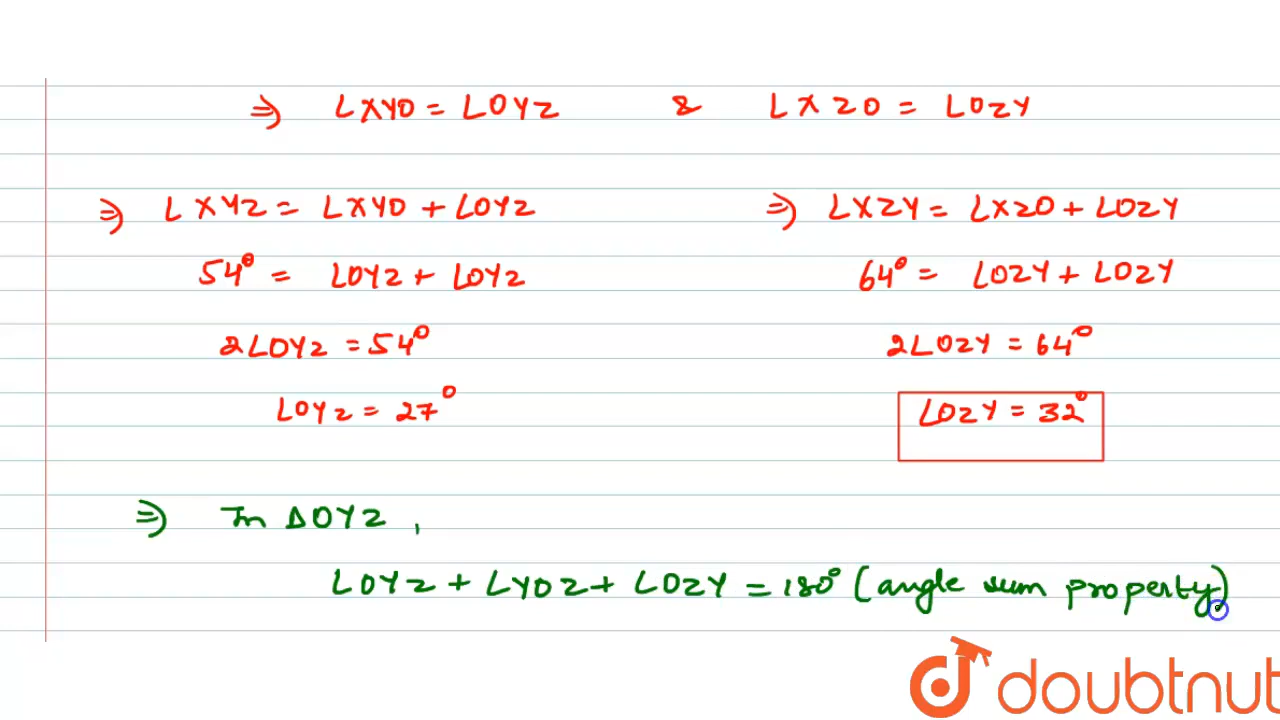 ⇒ ∠XYO = ∠OYZ & ∠XZO = ∠OZY
⇒ ∠XYZ = ∠XYO + ∠OYZ
54° = ∠OYZ + ∠OYZ
2∠OYZ = 54°
∠OYZ = 27°
⇒ ∠XZY = ∠XZO + ∠OZY
64° = ∠OZY + ∠OZY
2∠OZY = 64°
∠OZY = 32°
⇒ In ΔOYZ,
∠OYZ + ∠YOZ + ∠OZY = 180° (angle sum property)
doubtnut